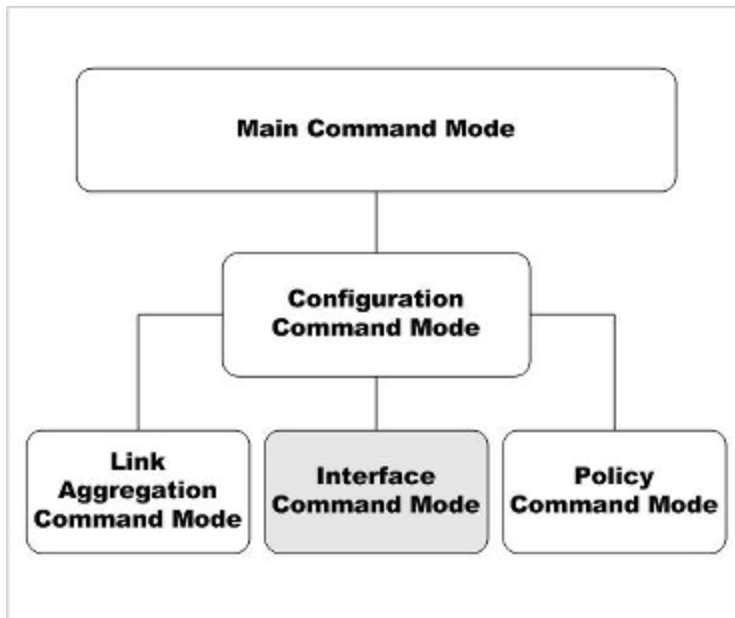 Main Command Mode
Configuration
Command Mode
Link
Aggregation
Command Mode
Interface
Command Mode
Policy
Command Mode